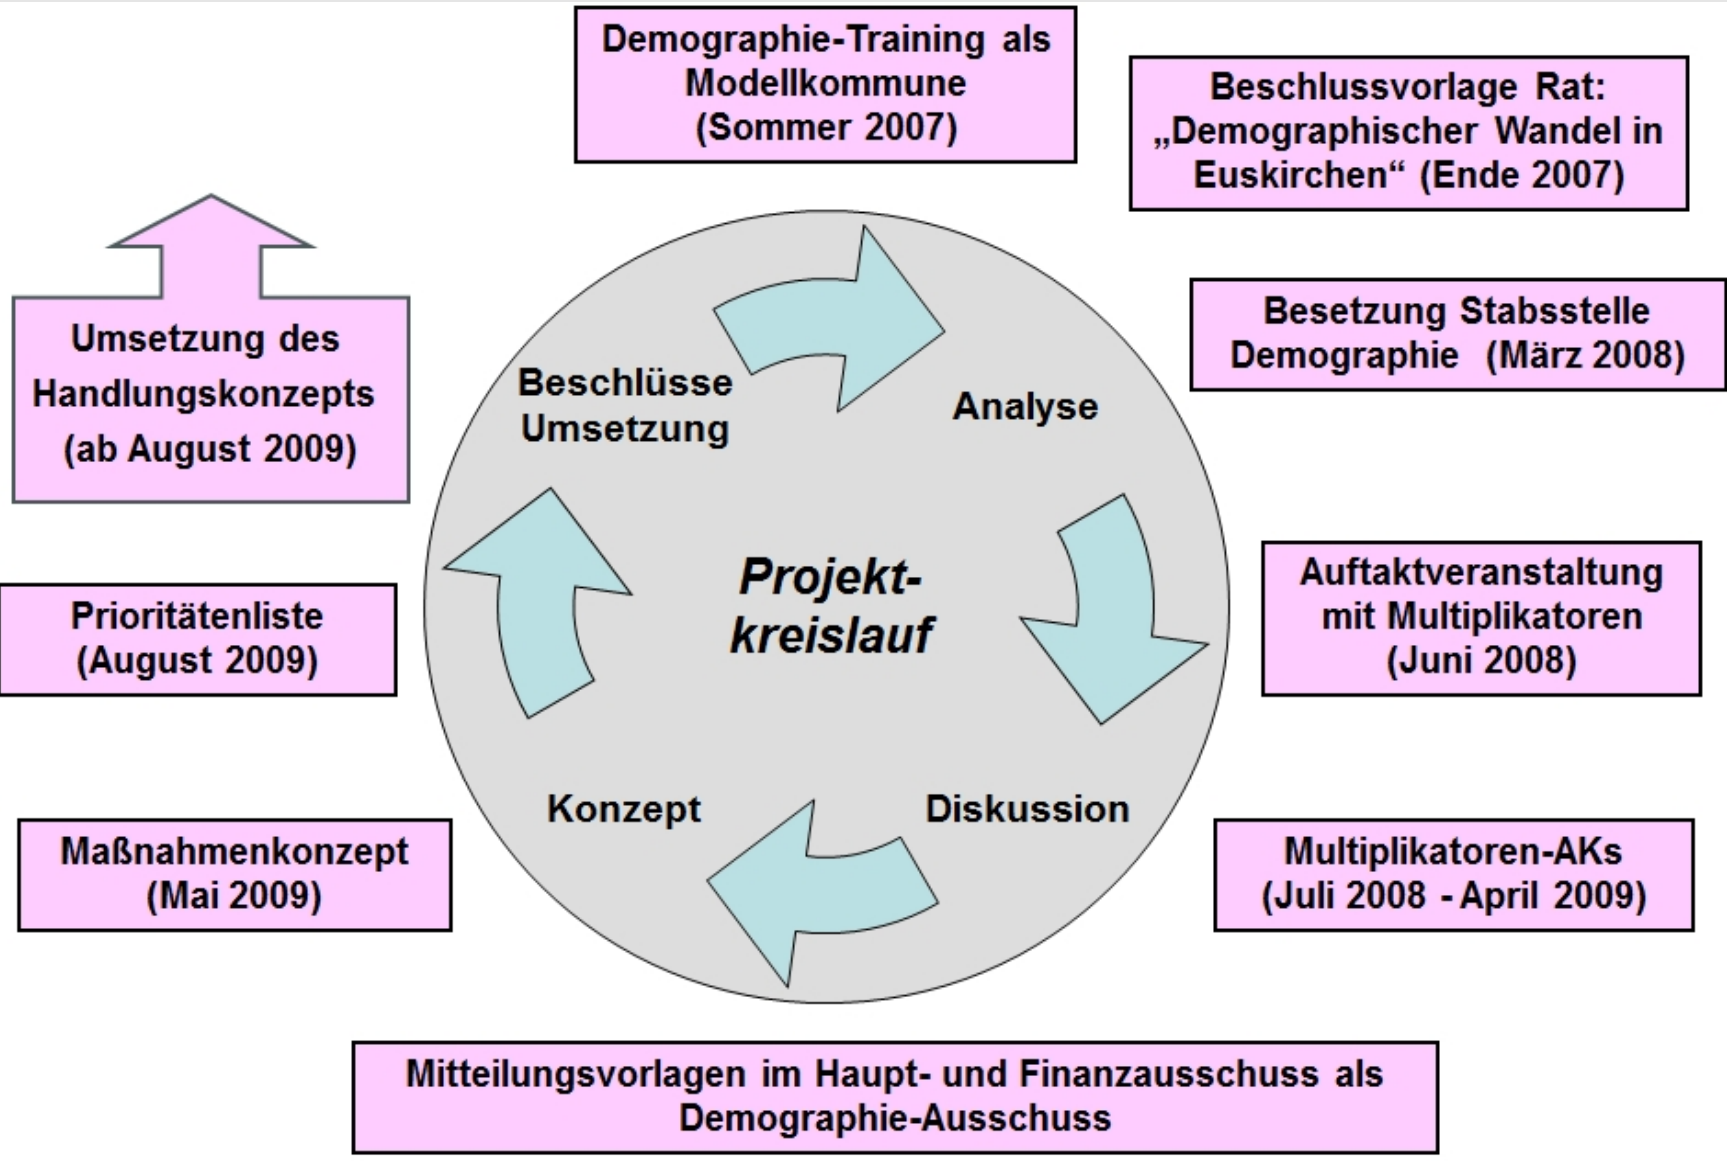 Demographie-Training als
Modellkommune
(Sommer 2007)
Beschlussvorlage Rat:
„Demographischer Wandel in
Euskirchen“ (Ende 2007)
Besetzung Stabsstelle
Demographie (März 2008)
Auftaktveranstaltung
mit Multiplikatoren
(Juni 2008)
Multiplikatoren-AKs
(Juli 2008 - April 2009)
Mitteilungsvorlagen im Haupt- und Finanzausschuss als
Demographie-Ausschuss
Maßnahmenkonzept
(Mai 2009)
Prioritätenliste
(August 2009)
Umsetzung des
Handlungskonzepts
(ab August 2009)
Beschlüsse
Umsetzung
Analyse
Projekt-
kreislauf
Konzept
Diskussion